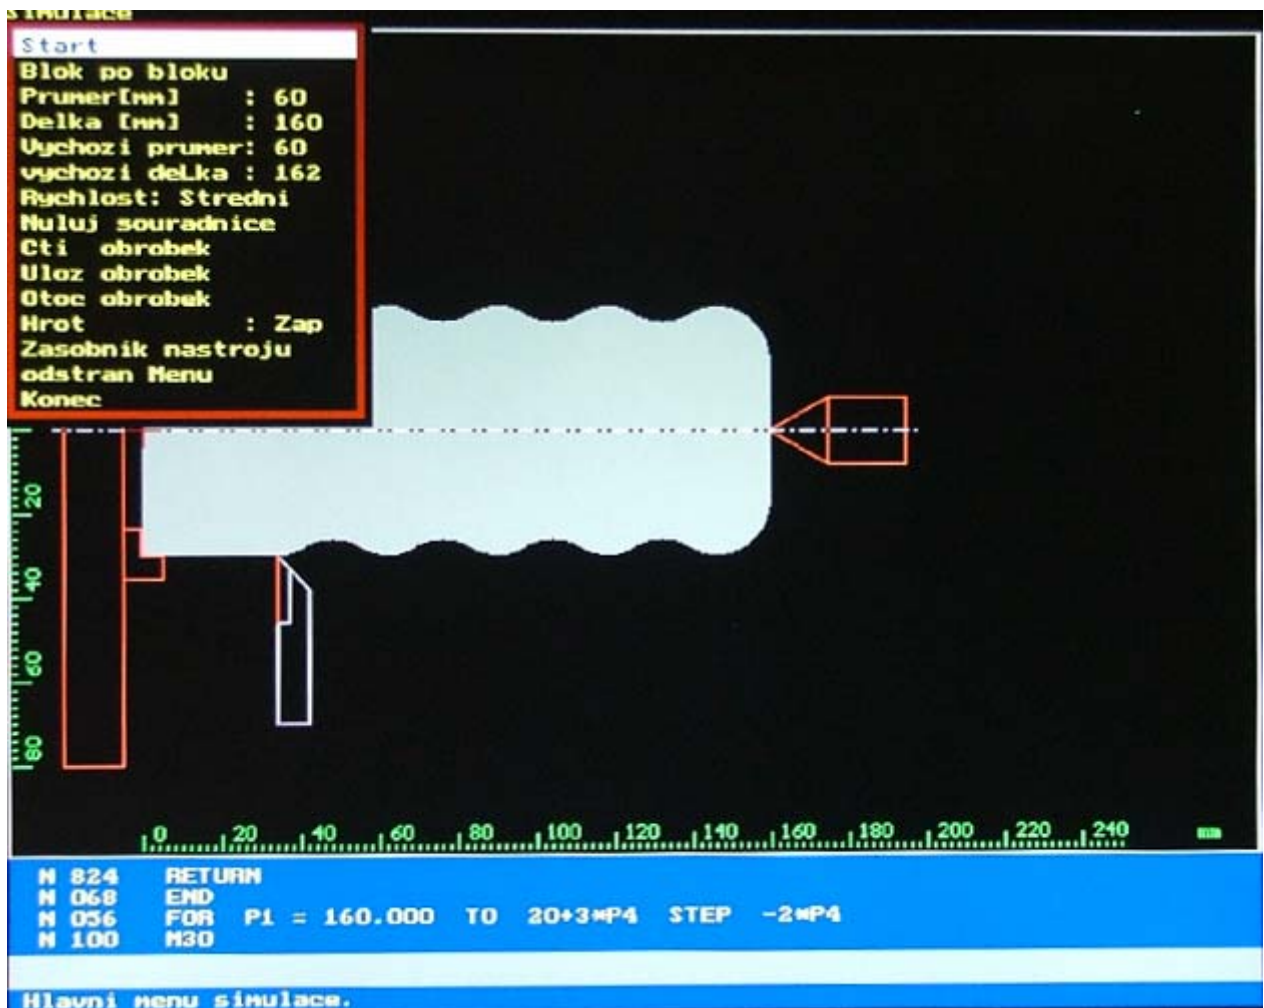 Simulace
Start
Blok po bloku
Prumer[mm] : 60
Delka [mm] : 160
Vychozi prumer: 60
vychozi deLka : 162
Rychlost: Stredni
Nuluj souradnice
Cti obrobek
Uloz obrobek
Otoc obrobek
Hrot : Zap
Zasobnik nastroju
odstran Menu
Konec
20
40
60
80
0 20 40 60 80 100 120 140 160 180 200 220 240 mm
N 824 RETURN
N 068 END
N 056 FOR P1 = 160.000 TO 20+3*P4 STEP -2*P4
N 100 M30
Hlavni menu simulace.